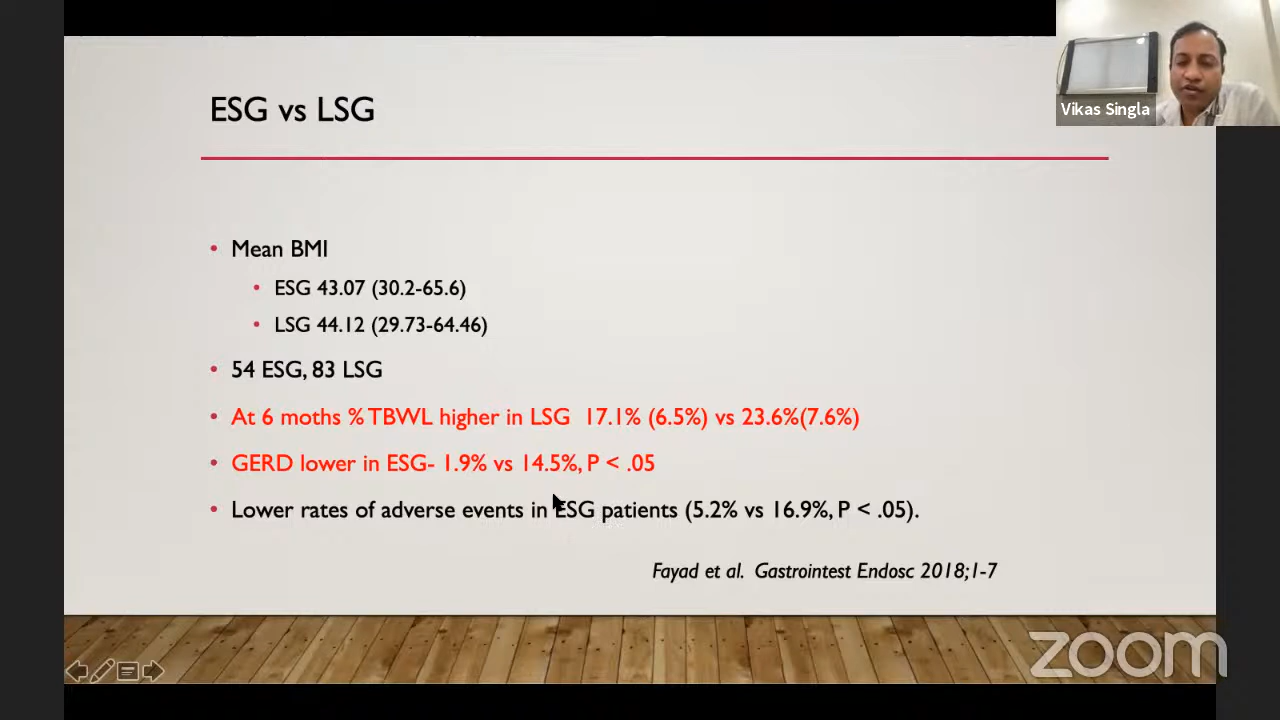 Vikas Singla
ESG vs LSG
• Mean BMI
• ESG 43.07 (30.2-65.6)
• LSG 44.12 (29.73-64.46)
• 54 ESG, 83 LSG
• At 6 moths % TBWL higher in LSG 17.1% (6.5%) vs 23.6%(7.6%)
• GERD lower in ESG- 1.9% vs 14.5%, P < .05
• Lower rates of adverse events in ESG patients (5.2% vs 16.9%, P < .05).
Fayad et al. Gastrointest Endosc 2018;1-7
zoom